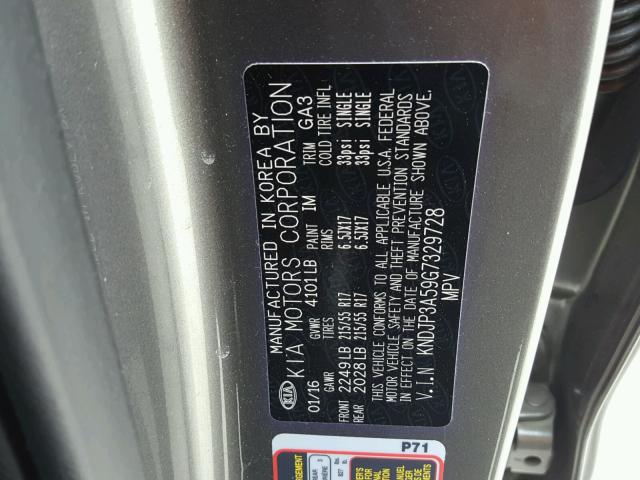 MANUFACTURED IN KOREA BY
KIA KIA MOTORS CORPORATION
01/16 4101LB PAINT IM TRIM GA3
GVWR
GAWR TIRES RIMS COLD TIRE INFL
FRONT 2249LB 215/55 R17 6.5JX17 33psi SINGLE
REAR 2028LB 215/55 R17 6.5JX17 33psi SINGLE
THIS VEHICLE CONFORMS TO ALL APPLICABLE U.S.A. FEDERAL
MOTOR VEHICLE SAFETY AND THEFT PREVENTION STANDARDS
IN EFFECT ON THE DATE OF MANUFACTURE SHOWN ABOVE.
V.I.N KNDJP3A59G7329728
MPV
P71